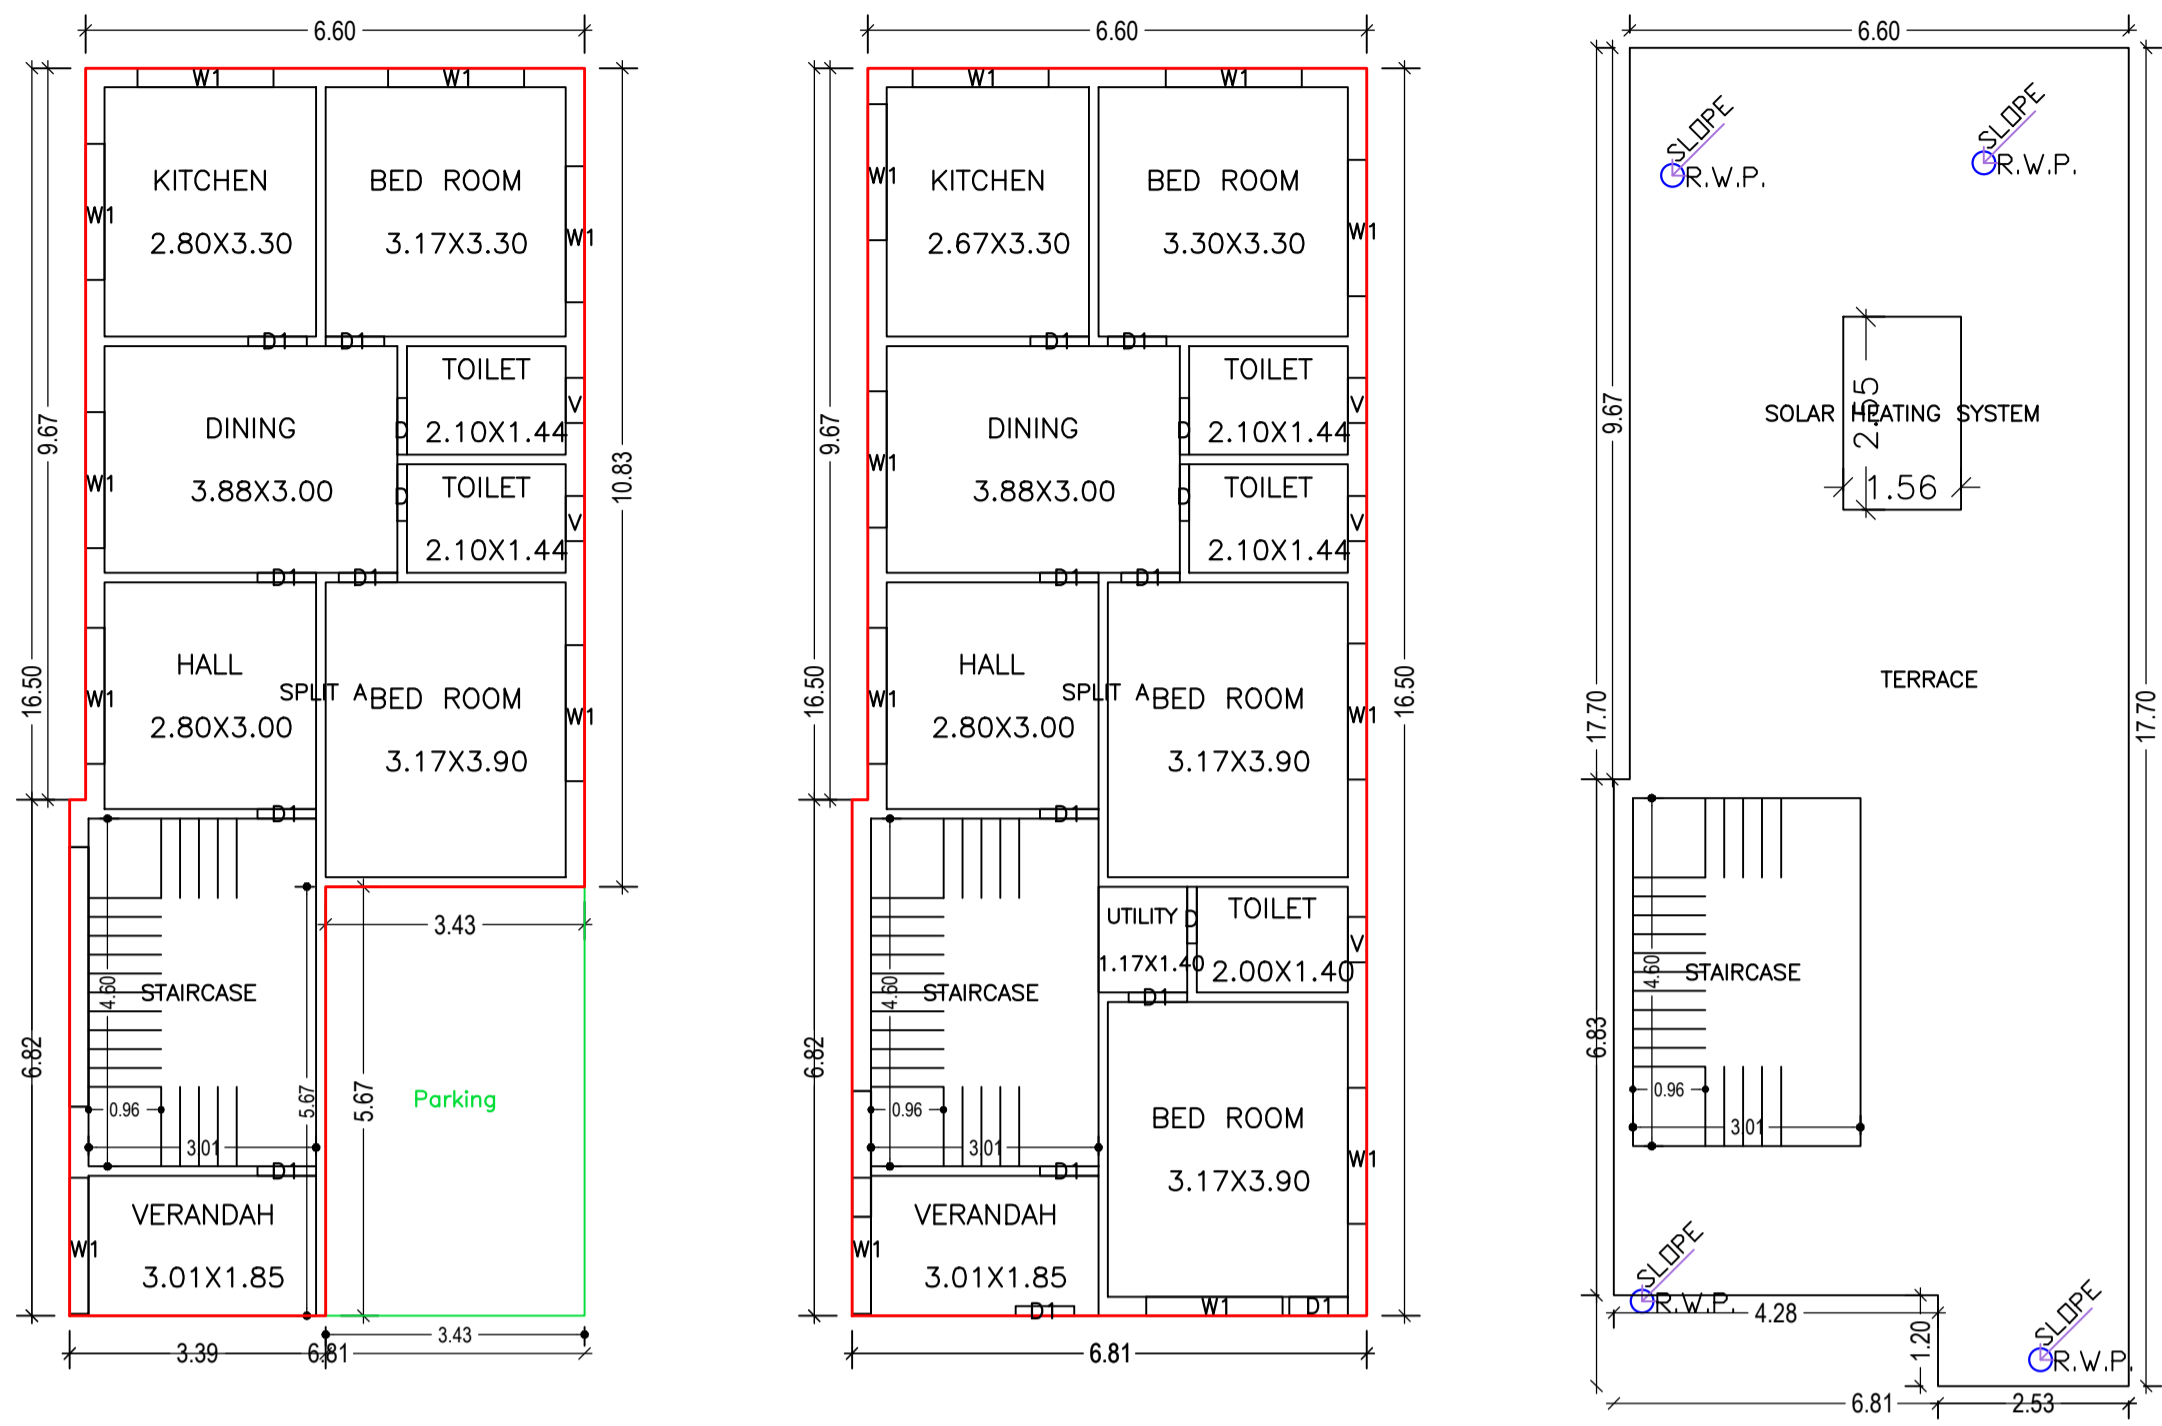 6.60
W1
W1
KITCHEN
2.80X3.30
BED ROOM
3.17X3.30
W1
W1
D1
D1
9.67
16.50
DINING
3.88X3.00
W1
TOILET
2.10X1.44
D
V
TOILET
2.10X1.44
D
V
10.83
D1
D1
HALL
2.80X3.00
W1
SPLIT A
BED ROOM
3.17X3.90
W1
D1
3.43
4.60
STAIRCASE
6.82
0.96
3.01
5.67
5.67
Parking
D1
VERANDAH
3.01X1.85
W1
3.43
3.39
6.81
6.60
W1
W1
KITCHEN
2.67X3.30
BED ROOM
3.30X3.30
W1
W1
D1
D1
9.67
16.50
DINING
3.88X3.00
W1
TOILET
2.10X1.44
D
V
TOILET
2.10X1.44
D
V
16.50
D1
D1
HALL
2.80X3.00
W1
SPLIT A
BED ROOM
3.17X3.90
W1
D1
UTILITY
1.17X1.40
D
TOILET
2.00X1.40
V
D1
4.60
STAIRCASE
6.82
0.96
3.01
BED ROOM
3.17X3.90
W1
D1
VERANDAH
3.01X1.85
W1
D1
W1
D1
6.81
6.60
SLOPE
R.W.P.
SLOPE
R.W.P.
9.67
17.70
2.55
SOLAR HEATING SYSTEM
1.56
TERRACE
17.70
4.60
STAIRCASE
6.83
0.96
3.01
SLOPE
R.W.P.
4.28
1.20
SLOPE
R.W.P.
6.81
2.53